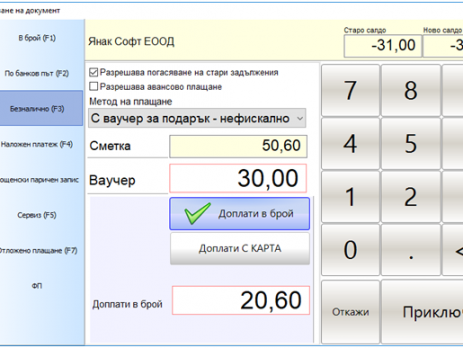 ване на документ
В брой (F1)
По банков път (F2)
Безналично (F3)
Наложен платеж (F4)
ощенски паричен запис
Сервиз (F5)
Отложено плащане (F7)
ФП
Янак Софт ЕООД
Старо салдо
Ново салдо
-31,00
-3
Разрешава погасяване на стари задължения
Разрешава авансово плащане
Метод на плащане
С ваучер за подарък - нефискално
Сметка
50,60
Ваучер
30,00
Доплати в брой
Доплати С КАРТА
Доплати в брой
20,60
7 8
4 5
1 2
0 . <
Откажи
Приключ